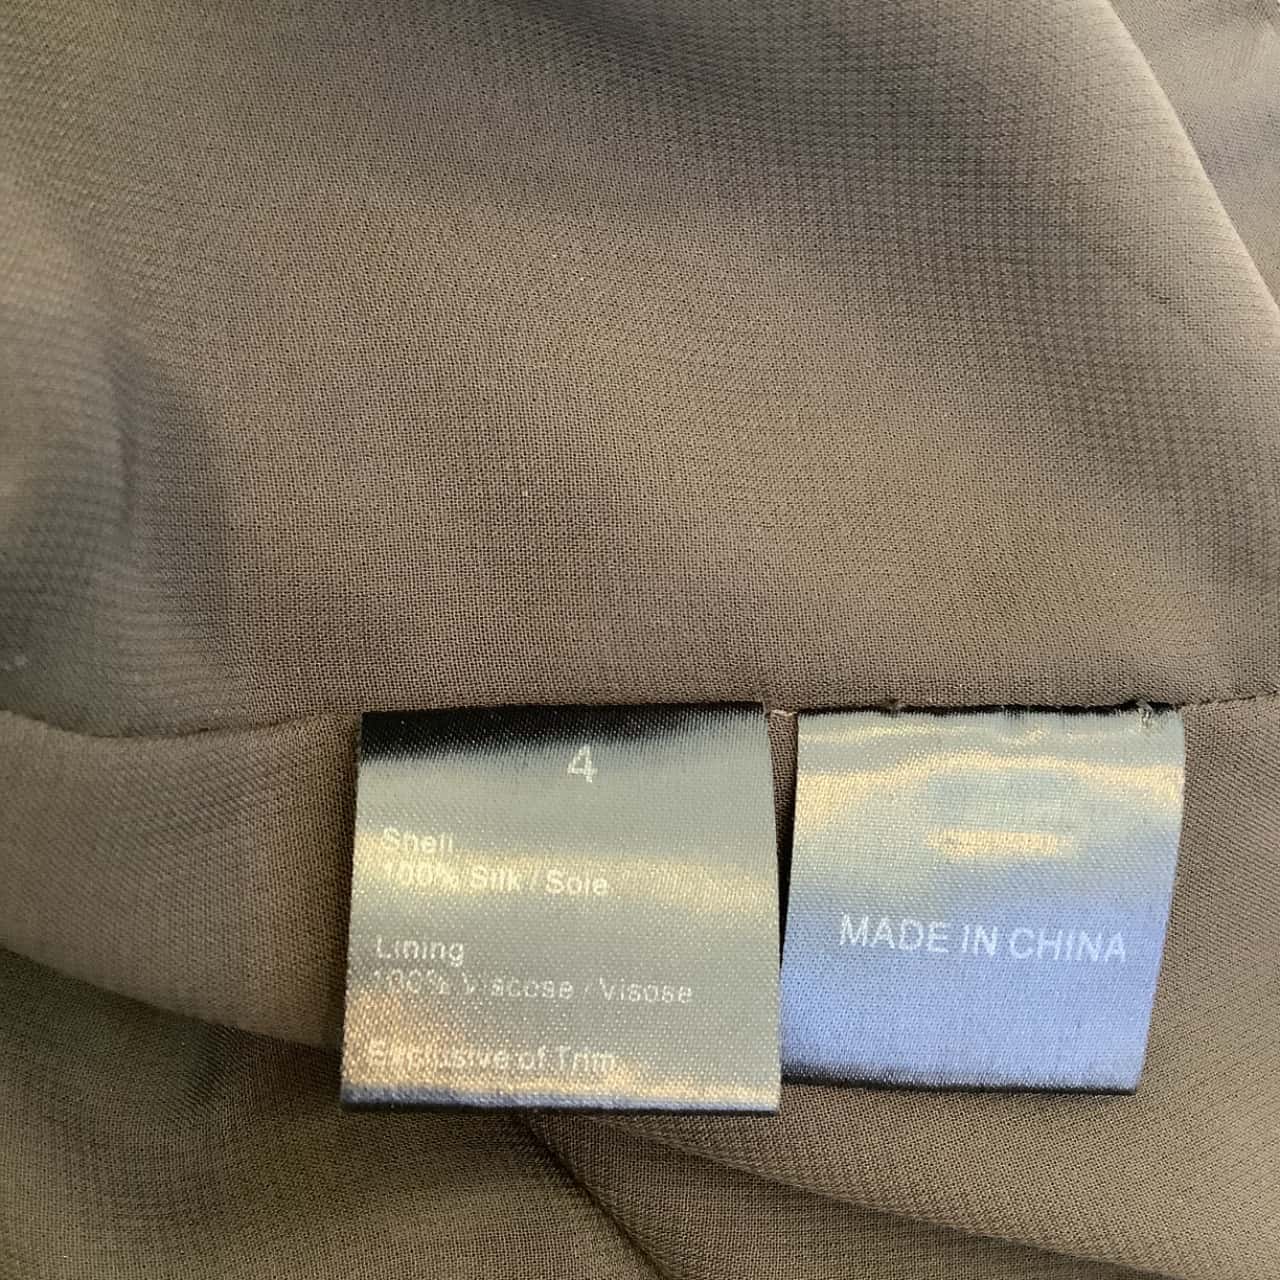 4
Shell
100% Silk / Soie
Lining
100% Viscose / Visose
Exclusive of Trim
MADE IN CHINA